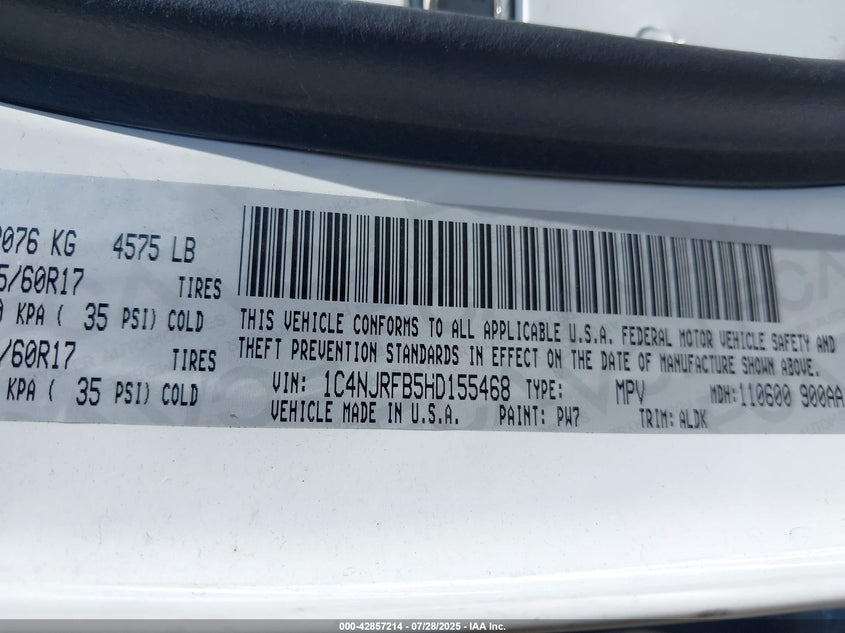 2076 KG 4575 LB
5/60R17 TIRES
0 KPA ( 35 PSI) COLD
/60R17 TIRES
KPA ( 35 PSI) COLD
THIS VEHICLE CONFORMS TO ALL APPLICABLE U.S.A. FEDERAL MOTOR VEHICLE SAFETY AND
THEFT PREVENTION STANDARDS IN EFFECT ON THE DATE OF MANUFACTURE SHOWN ABOVE.
VIN: 1C4NJRFB5HD155468 TYPE: MPV MDH: 110600 900AA
VEHICLE MADE IN U.S.A. PAINT: PW7 TRIM: ALDK
000-42857214 | 07/28/2025 | IAA Inc.